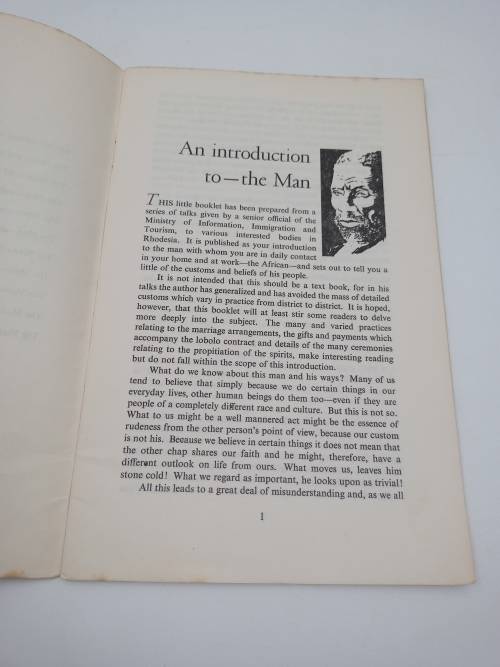 An introduction
to—the Man
THIS little booklet has been prepared from a
series of talks given by a senior official of the
Ministry of Information, Immigration and
Tourism, to various interested bodies in
Rhodesia. It is published as your introduction
to the man with whom you are in daily contact
in your home and at work—the African—and sets out to tell you a
little of the customs and beliefs of his people.
It is not intended that this should be a text book, for in his
talks the author has generalized and has avoided the mass of detailed
customs which vary in practice from district to district. It is hoped,
however, that this booklet will at least stir some readers to delve
more deeply into the subject. The many and varied practices
relating to the marriage arrangements, the gifts and payments which
accompany the lobolo contract and details of the many ceremonies
relating to the propitiation of the spirits, make interesting reading
but do not fall within the scope of this introduction.
What do we know about this man and his ways? Many of us
tend to believe that simply because we do certain things in our
everyday lives, other human beings do them too—even if they are
people of a completely different race and culture. But this is not so.
What to us might be a well mannered act might be the essence of
rudeness from the other person's point of view, because our custom
is not his. Because we believe in certain things it does not mean that
the other chap shares our faith and he might, therefore, have a
different outlook on life from ours. What moves us, leaves him
stone cold! What we regard as important, he looks upon as trivial!
All this leads to a great deal of misunderstanding and, as we all
1